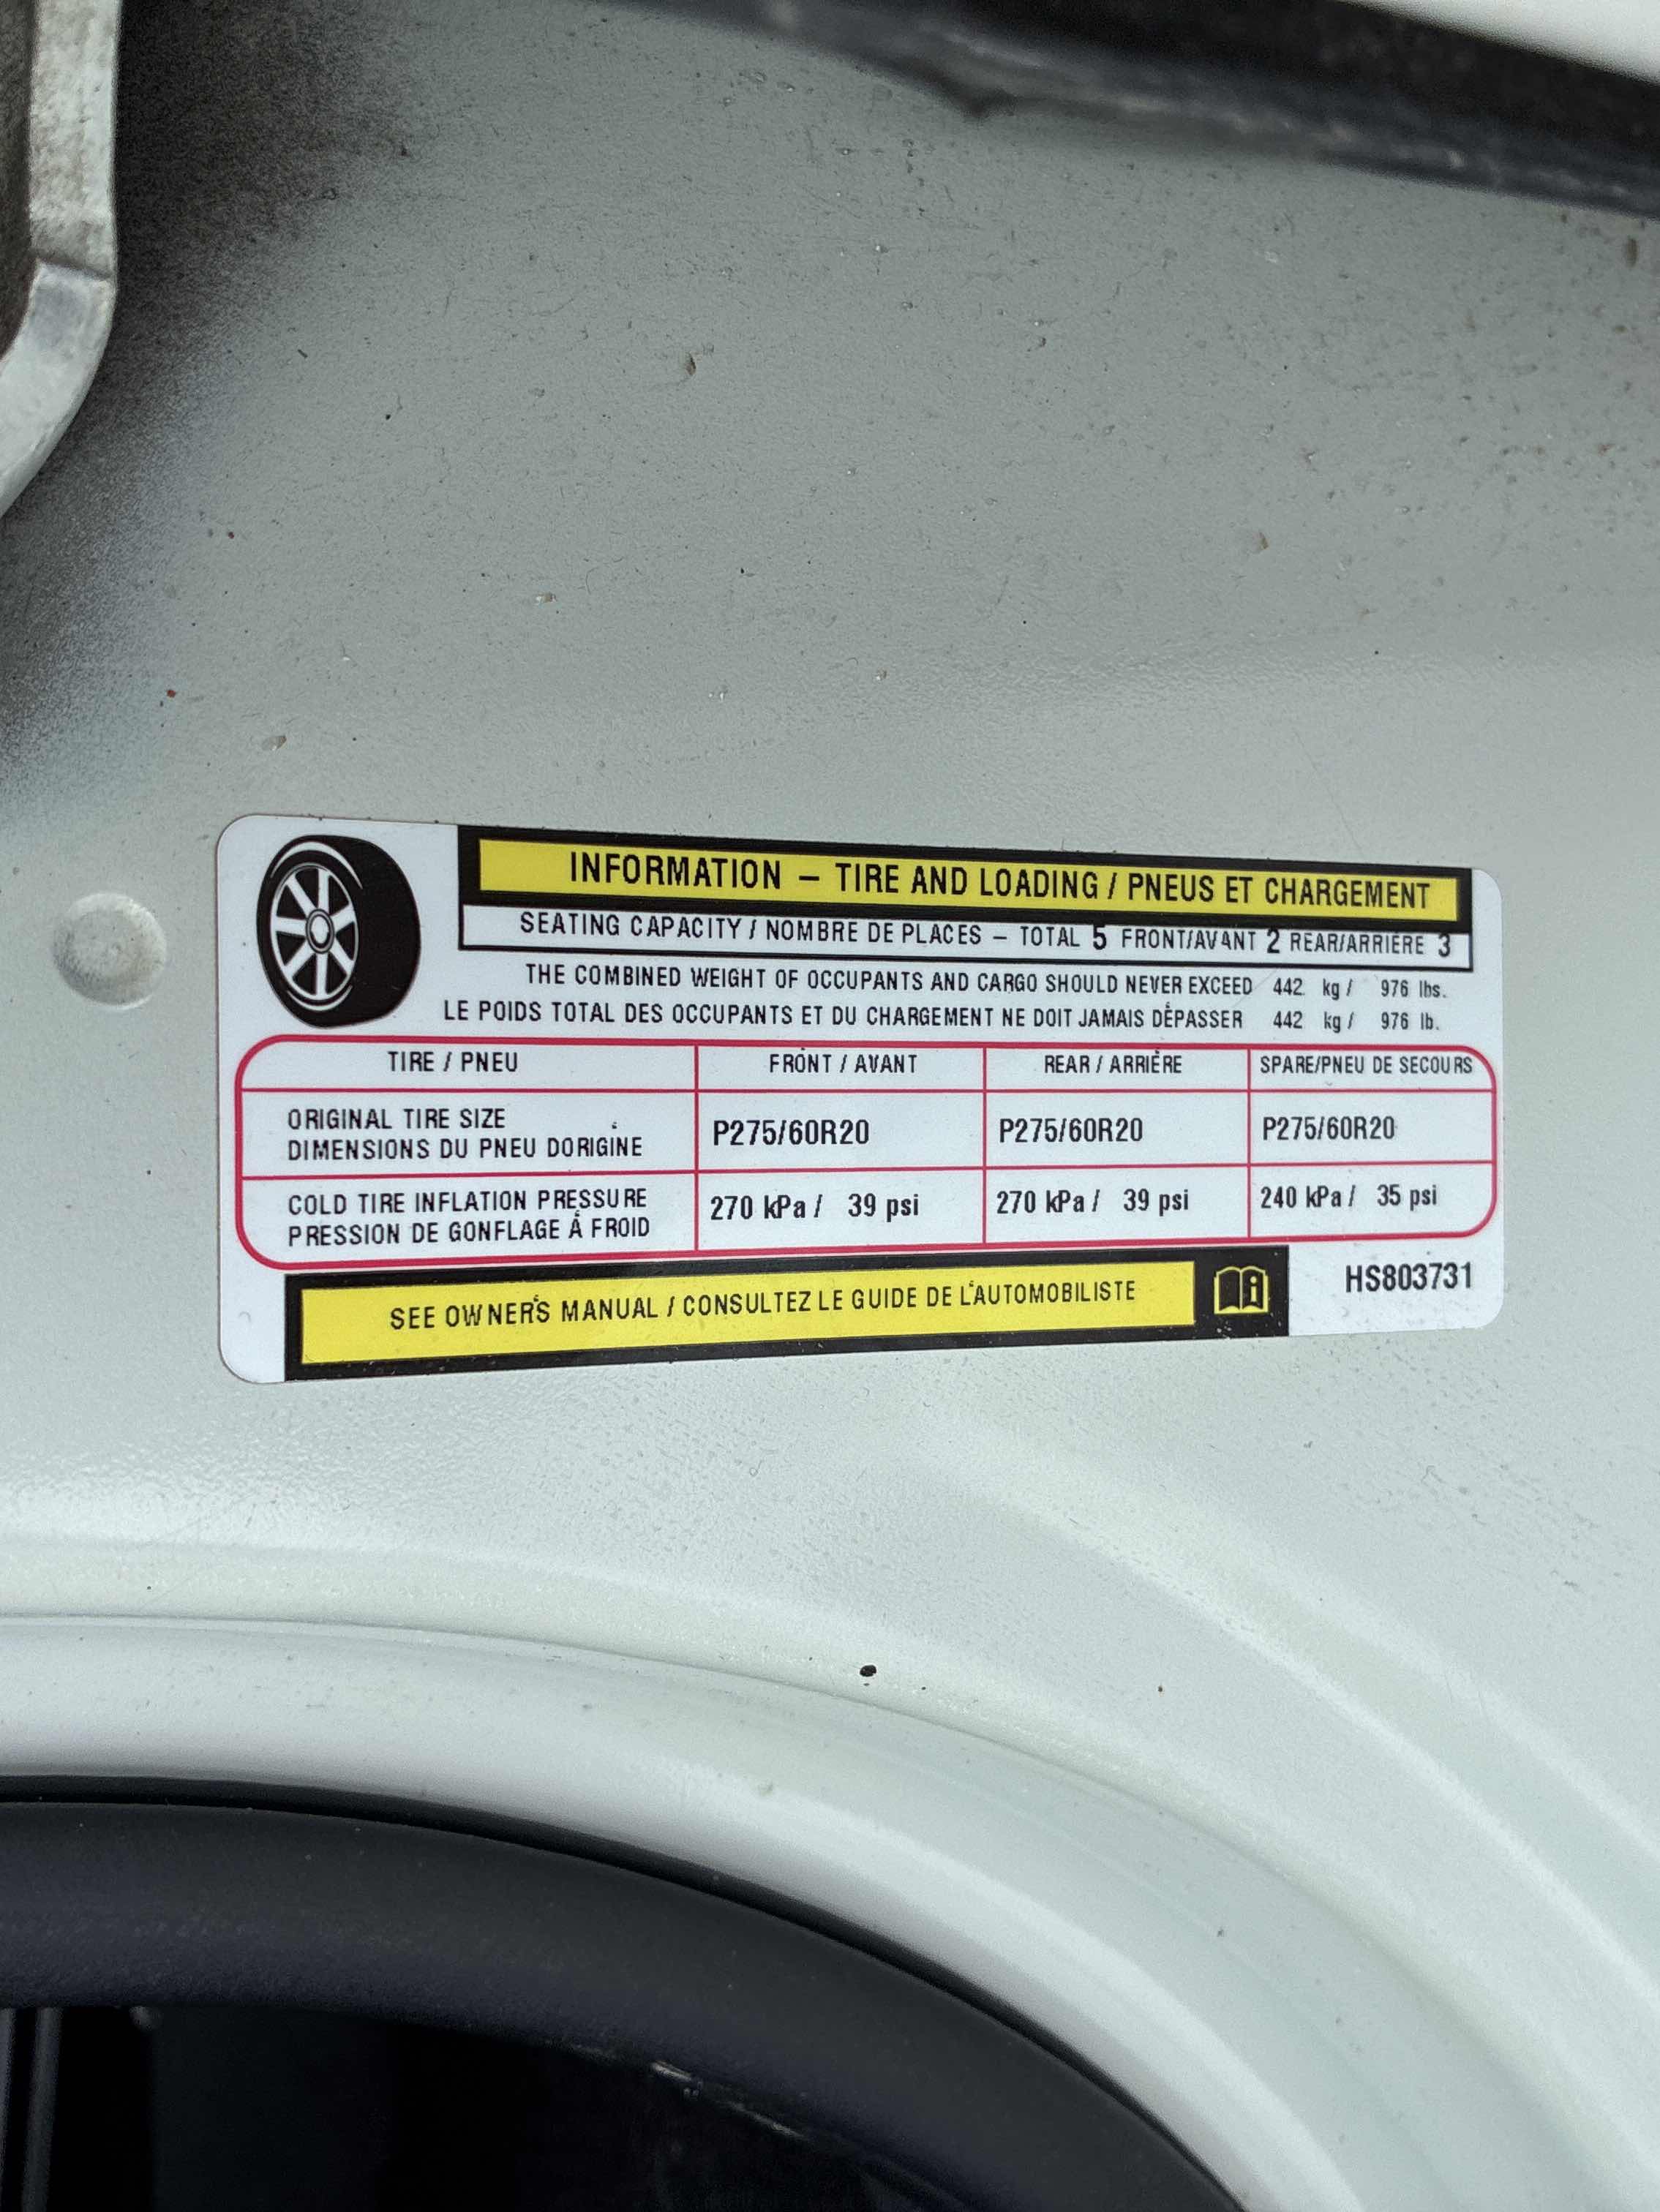 INFORMATION – TIRE AND LOADING / PNEUS ET CHARGEMENT
SEATING CAPACITY / NOMBRE DE PLACES – TOTAL 5 FRONT/AVANT 2 REAR/ARRIÈRE 3
THE COMBINED WEIGHT OF OCCUPANTS AND CARGO SHOULD NEVER EXCEED 442 kg / 976 lbs.
LE POIDS TOTAL DES OCCUPANTS ET DU CHARGEMENT NE DOIT JAMAIS DÉPASSER 442 kg / 976 lb.
TIRE / PNEU FRONT / AVANT REAR / ARRIÈRE SPARE/PNEU DE SECOURS
ORIGINAL TIRE SIZE
DIMENSIONS DU PNEU D'ORIGINE
P275/60R20 P275/60R20 P275/60R20
COLD TIRE INFLATION PRESSURE
PRESSION DE GONFLAGE À FROID
270 kPa / 39 psi 270 kPa / 39 psi 240 kPa / 35 psi
SEE OWNER'S MANUAL / CONSULTEZ LE GUIDE DE L'AUTOMOBILISTE
HS803731